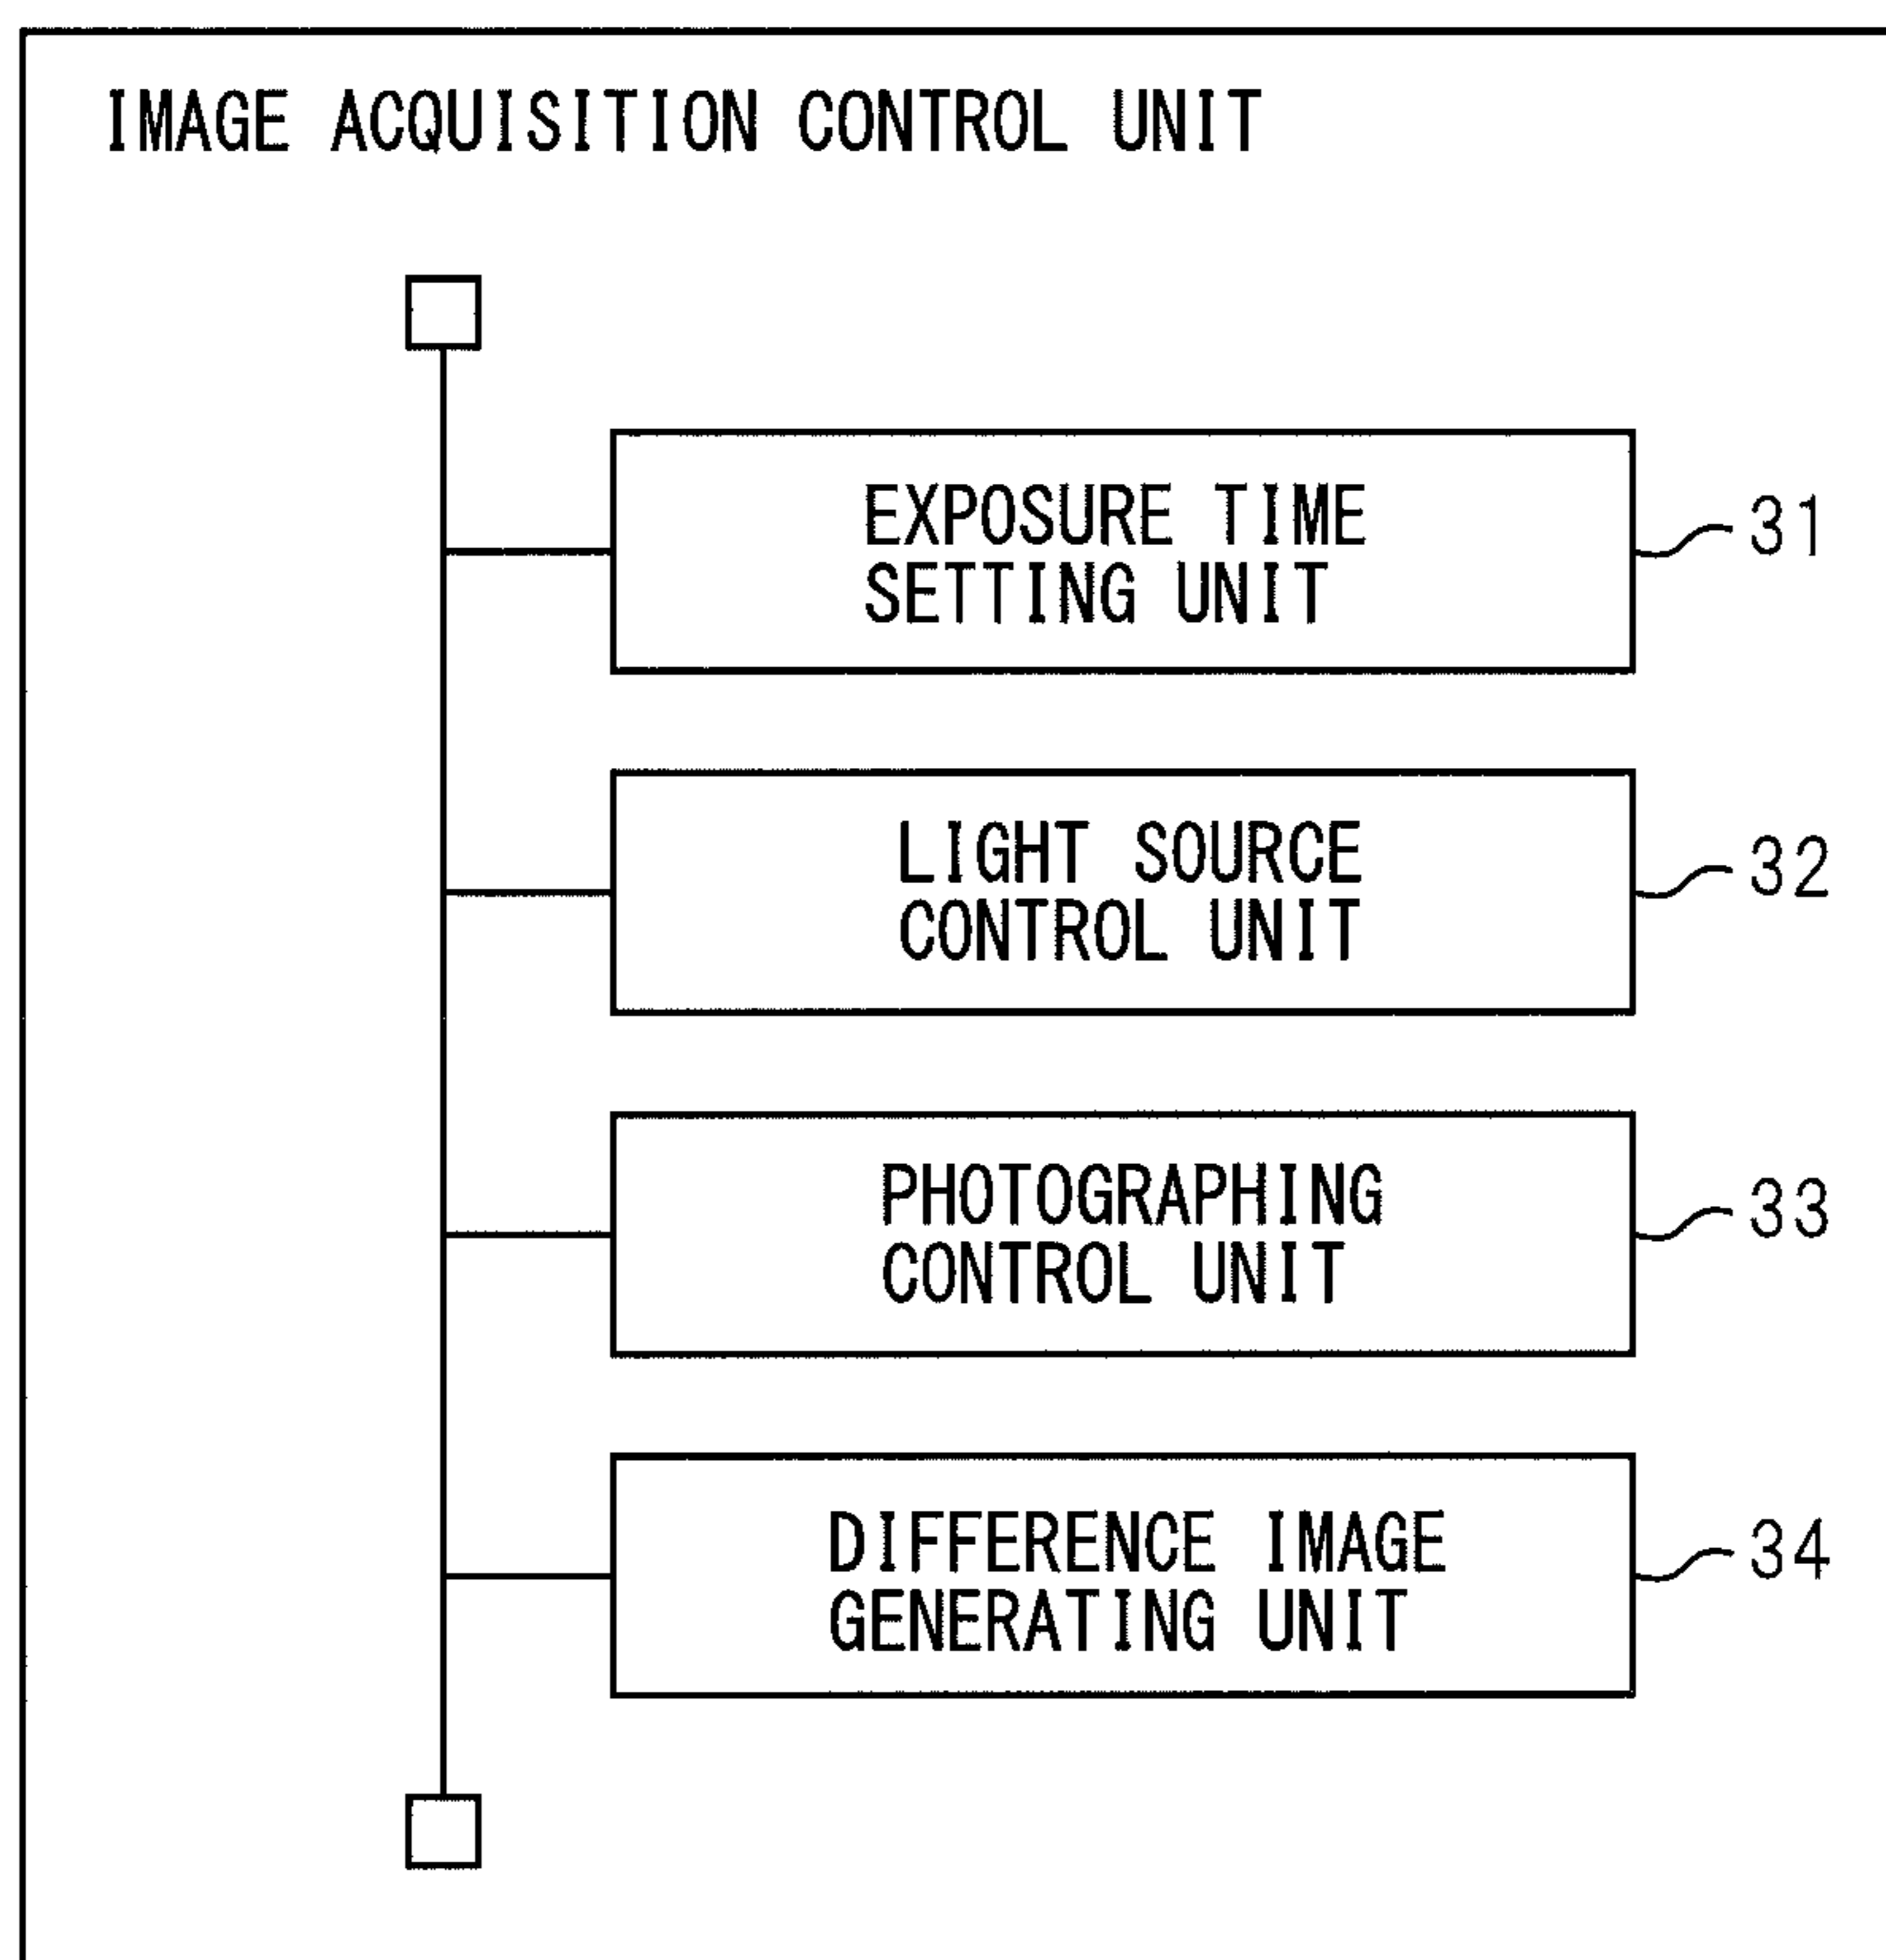 IMAGE ACQUISITION CONTROL UNIT
EXPOSURE TIME
SETTING UNIT
31
LIGHT SOURCE
CONTROL UNIT
32
PHOTOGRAPHING
CONTROL UNIT
33
DIFFERENCE IMAGE
GENERATING UNIT
34